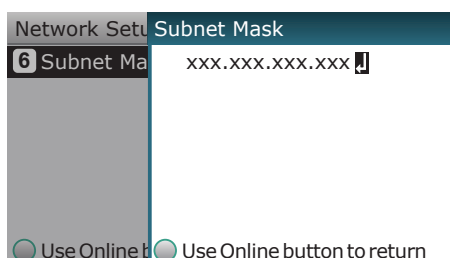 Network Setu
Subnet Mask
6 Subnet Ma
xxx.xxx.xxx.xxx
Use Online b
Use Online button to return